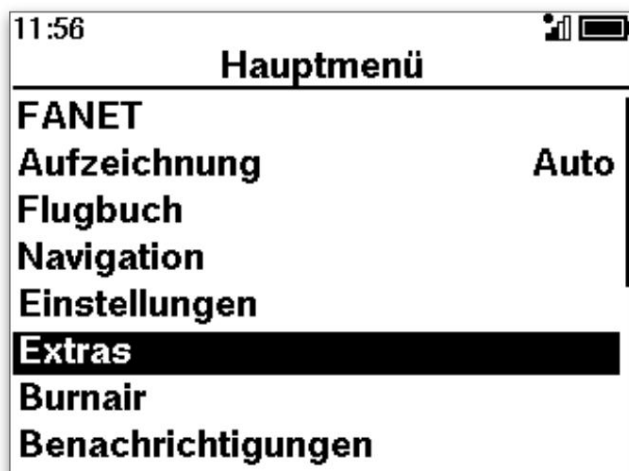 11:56
Hauptmenü
FANET
Aufzeichnung Auto
Flugbuch
Navigation
Einstellungen
Extras
Burnair
Benachrichtigungen